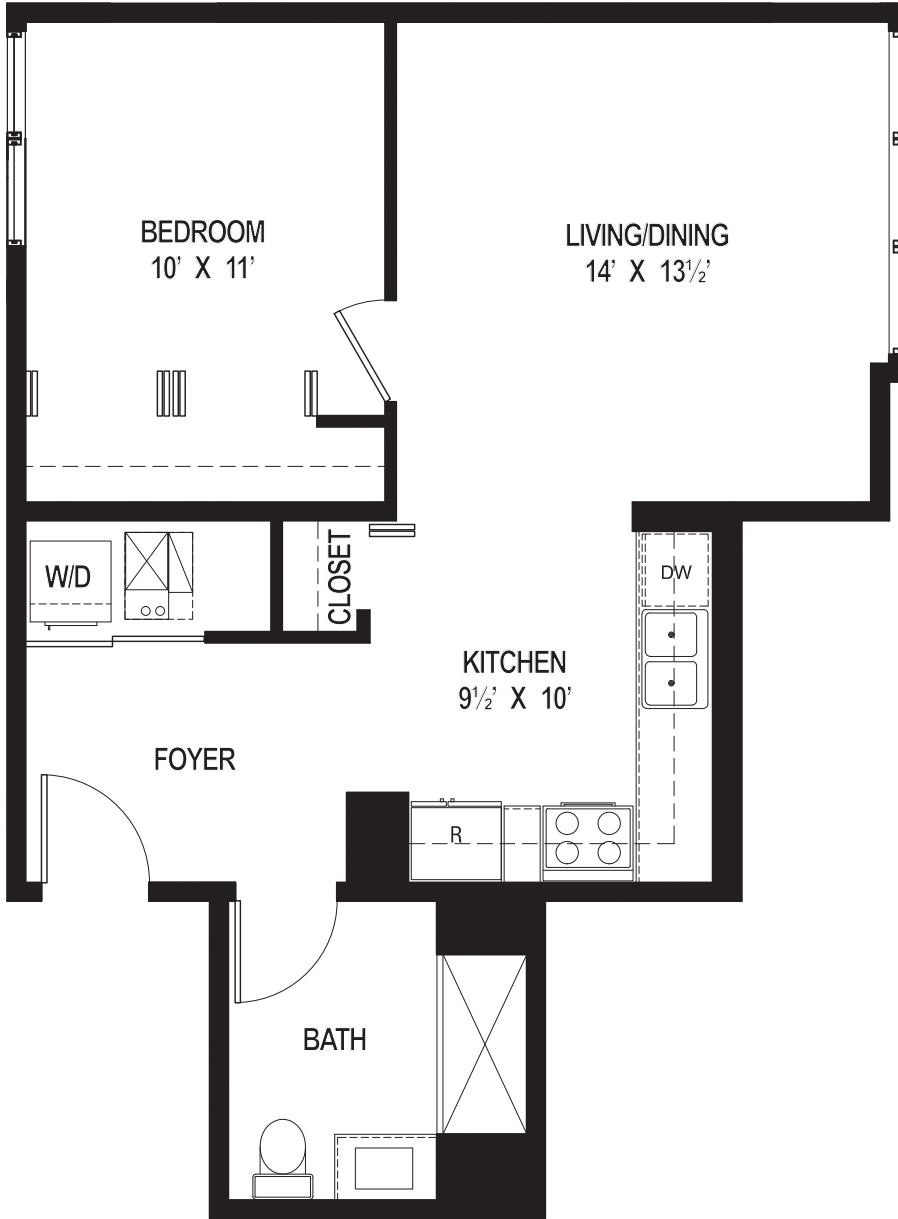 BEDROOM
10’ X 11’
LIVING/DINING
14’ X 13½’
W/D
CLOSET
DW
KITCHEN
9½’ X 10’
FOYER
R
BATH